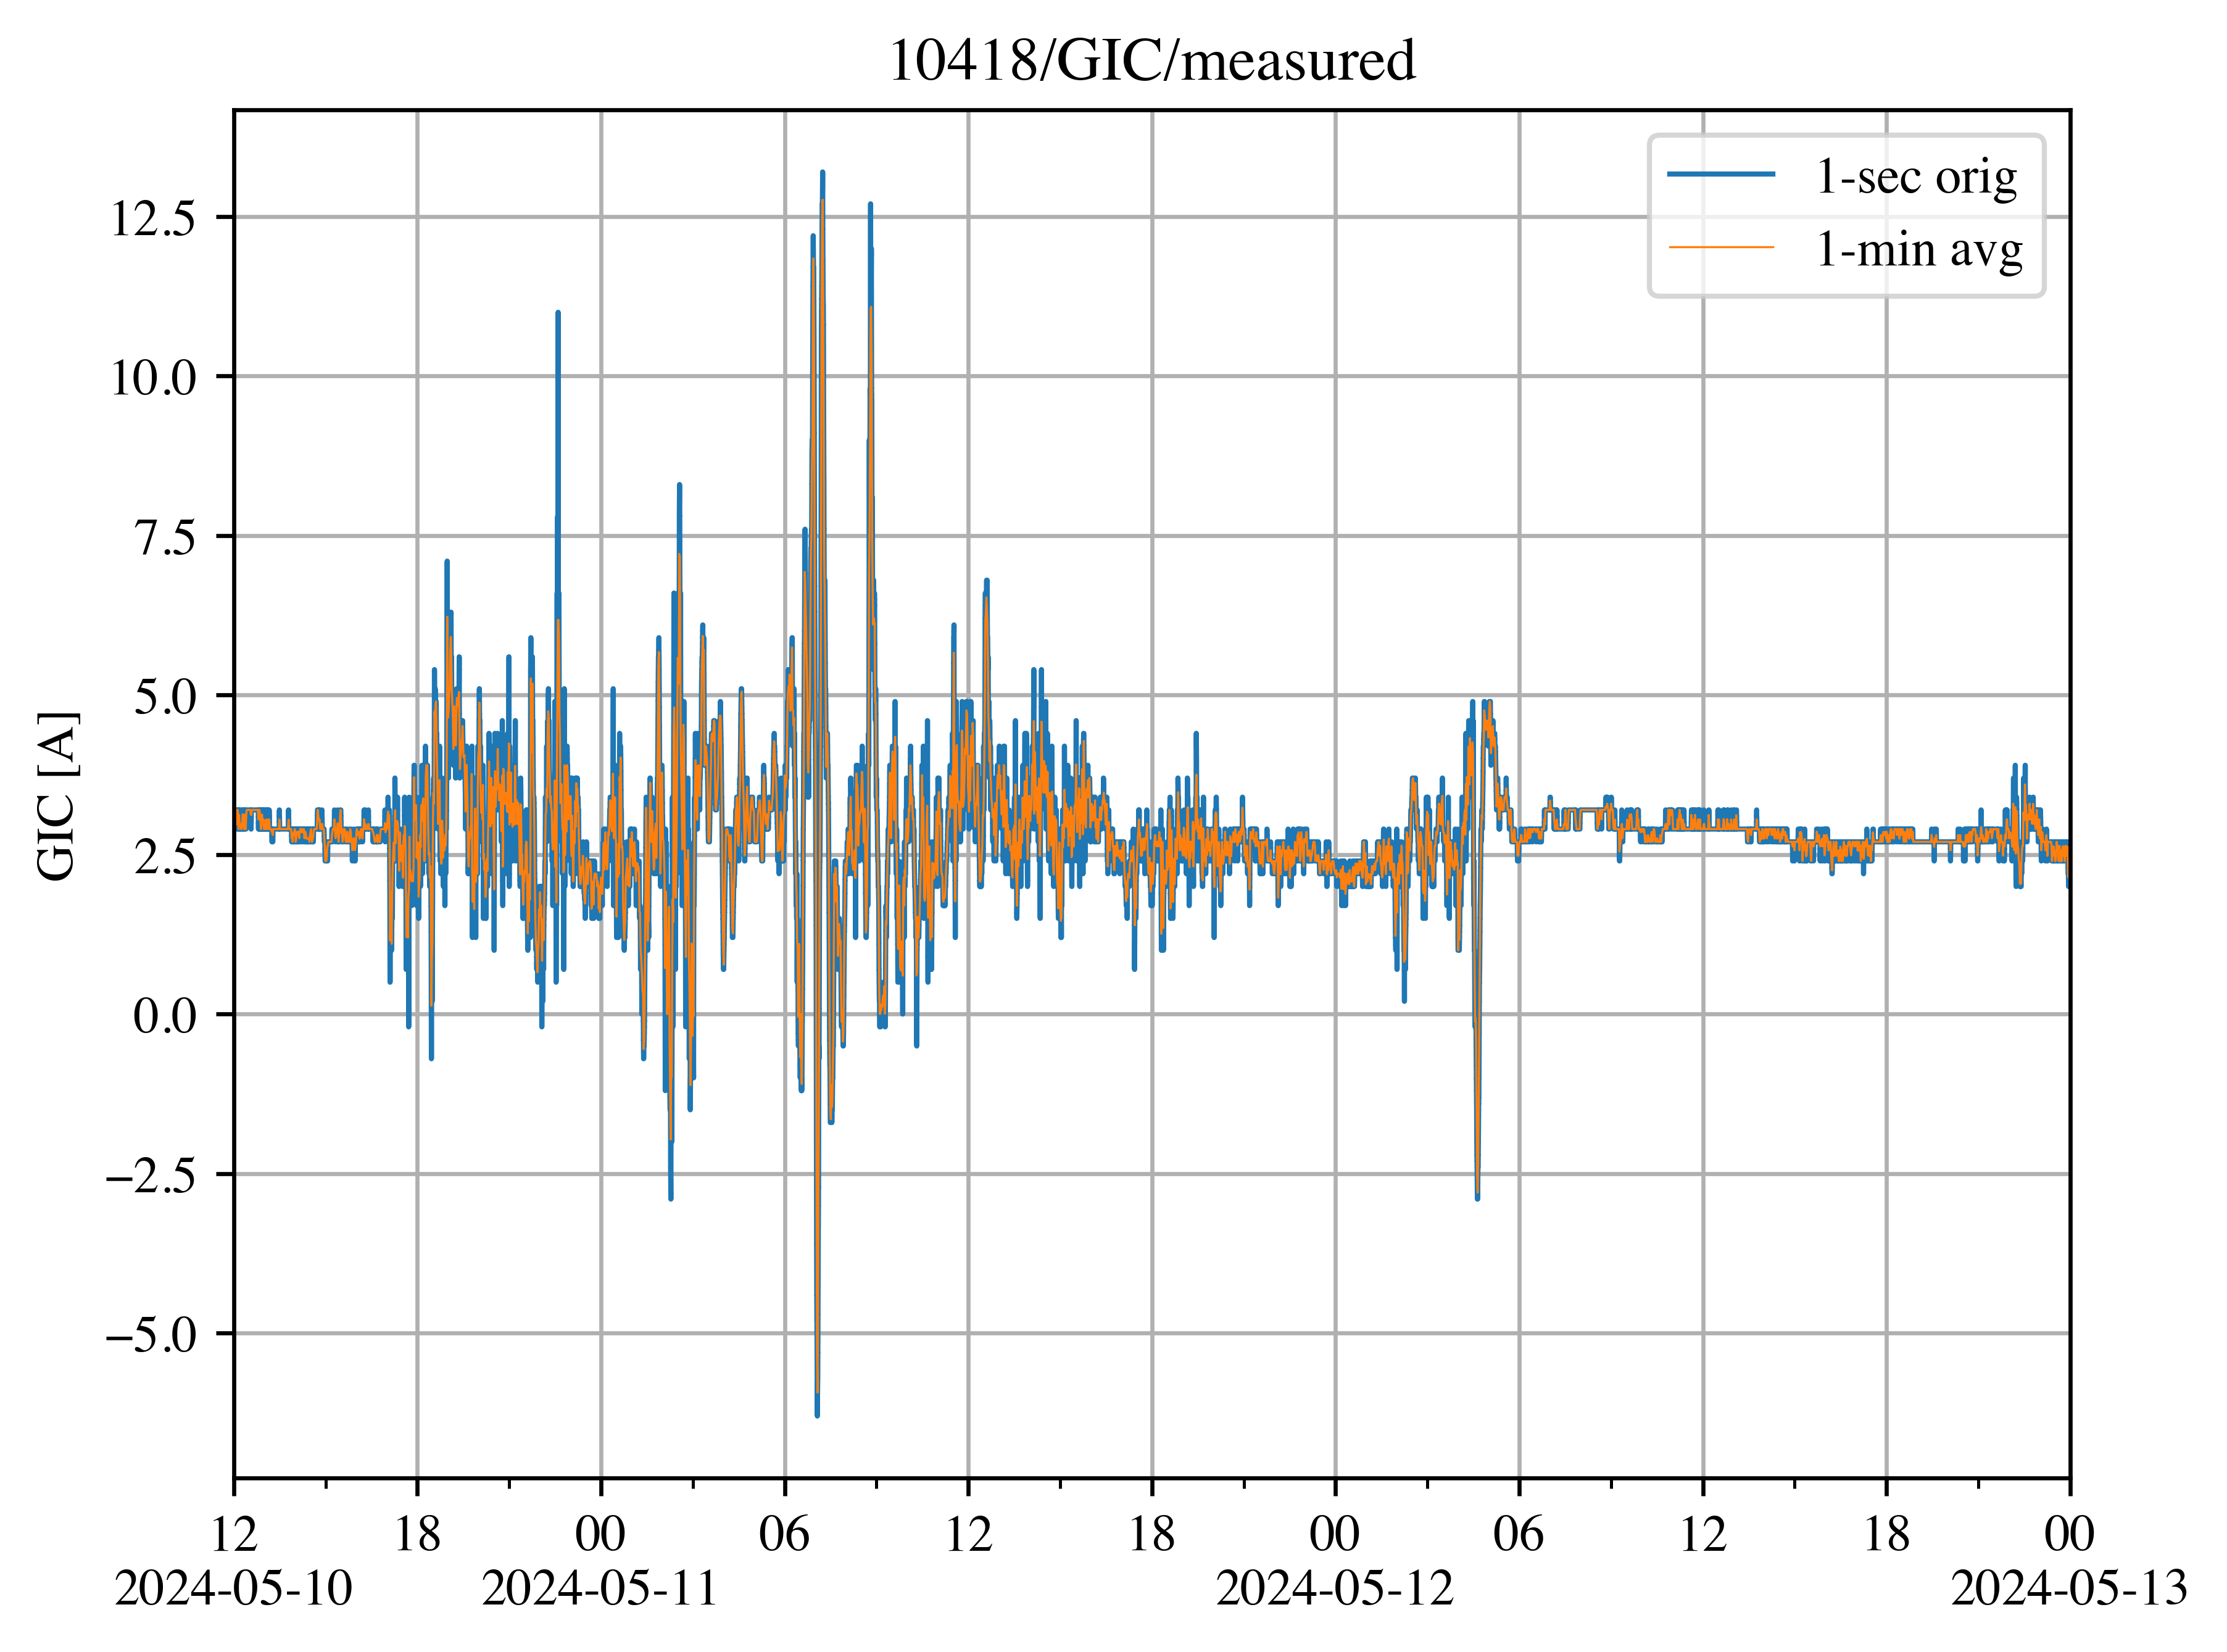 10418/GIC/measured
1-sec orig
1-min avg
GIC [A]
12.5
10.0
7.5
5.0
2.5
0.0
−2.5
−5.0
12 18 00 06 12 18 00 06 12 18 00
2024-05-10 2024-05-11 2024-05-12 2024-05-13